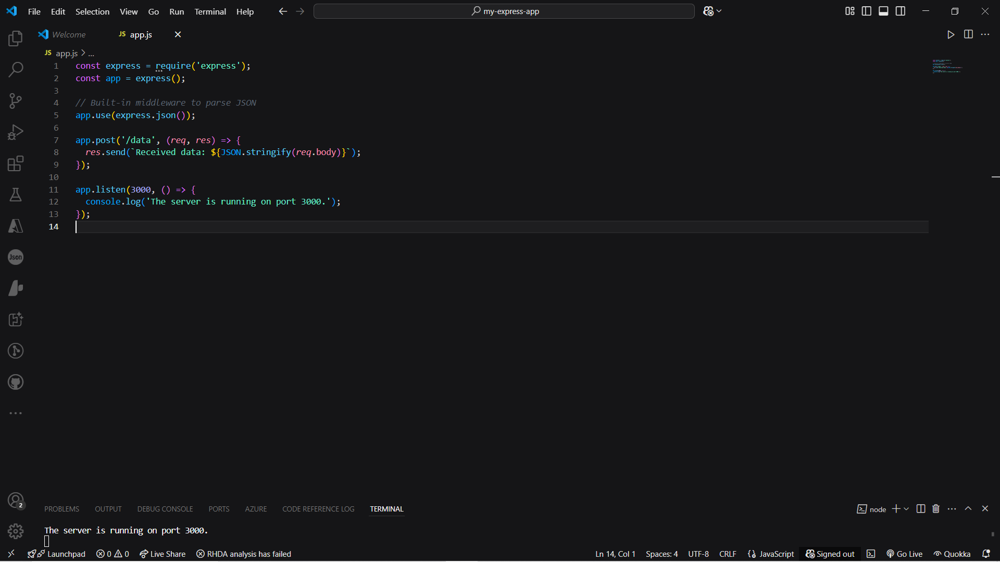 File Edit Selection View Go Run Terminal Help my-express-app
Welcome JS app.js
JS app.js > ...
1 const express = require('express');
2 const app = express();
3
4 // Built-in middleware to parse JSON
5 app.use(express.json());
6
7 app.post('/data', (req, res) => {
8   res.send(`Received data: ${JSON.stringify(req.body)}`);
9 });
10
11 app.listen(3000, () => {
12   console.log('The server is running on port 3000.');
13 });
14
Json
2
PROBLEMS OUTPUT DEBUG CONSOLE PORTS AZURE CODE REFERENCE LOG TERMINAL node
The server is running on port 3000.
Launchpad 0 0 Live Share RHDA analysis has failed Ln 14, Col 1 Spaces: 4 UTF-8 CRLF JavaScript Signed out Go Live Quokka